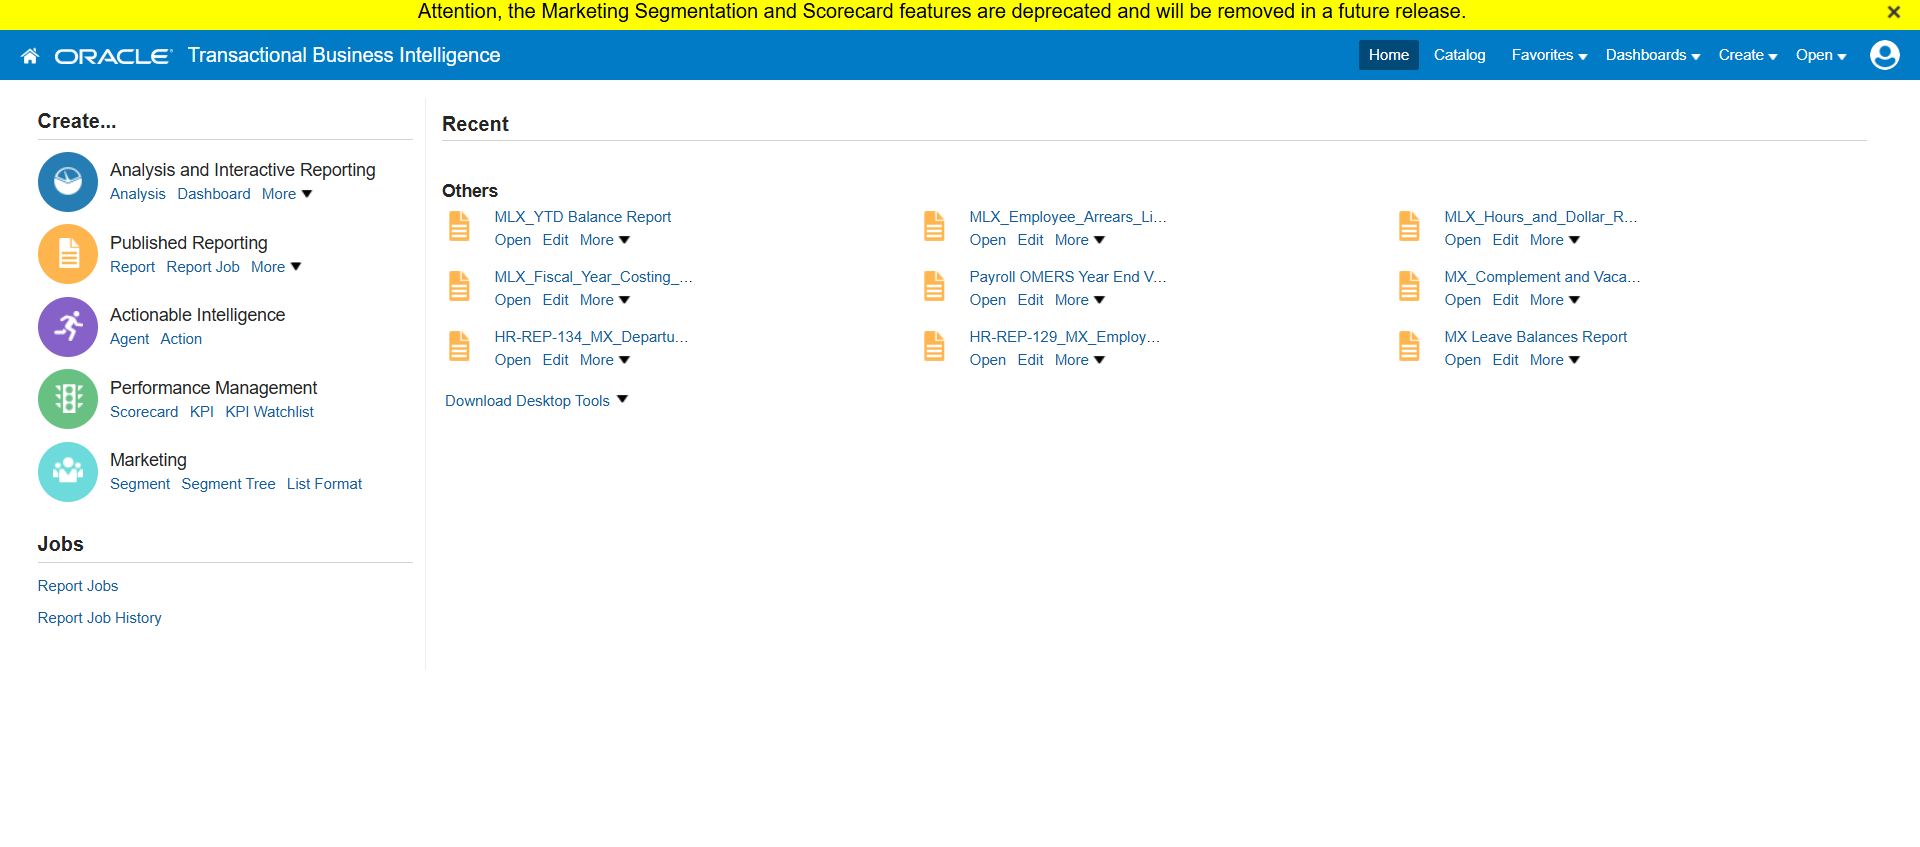 Attention, the Marketing Segmentation and Scorecard features are deprecated and will be removed in a future release.
ORACLE Transactional Business Intelligence
Home Catalog Favorites Dashboards Create Open
Create...
Analysis and Interactive Reporting
Analysis Dashboard More
Published Reporting
Report Report Job More
Actionable Intelligence
Agent Action
Performance Management
Scorecard KPI KPI Watchlist
Marketing
Segment Segment Tree List Format
Jobs
Report Jobs
Report Job History
Recent
Others
MLX_YTD Balance Report
Open Edit More
MLX_Employee_Arrears_Li...
Open Edit More
MLX_Hours_and_Dollar_R...
Open Edit More
MLX_Fiscal_Year_Costing_...
Open Edit More
Payroll OMERS Year End V...
Open Edit More
MX_Complement and Vaca...
Open Edit More
HR-REP-134_MX_Departu...
Open Edit More
HR-REP-129_MX_Employ...
Open Edit More
MX Leave Balances Report
Open Edit More
Download Desktop Tools